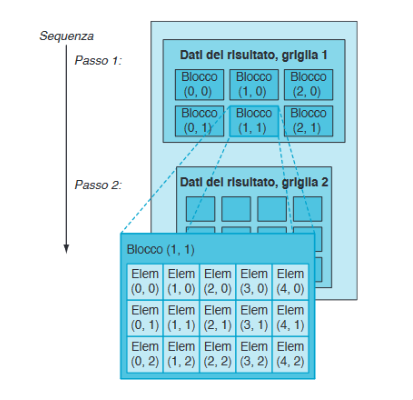 Sequenza
Passo 1:
Dati del risultato, griglia 1
Blocco Blocco Blocco
(0, 0) (1, 0) (2, 0)
Blocco Blocco Blocco
(0, 1) (1, 1) (2, 1)
Passo 2:
Dati del risultato, griglia 2
Blocco (1, 1)
Elem Elem Elem Elem Elem
(0, 0) (1, 0) (2, 0) (3, 0) (4, 0)
Elem Elem Elem Elem Elem
(0, 1) (1, 1) (2, 1) (3, 1) (4, 1)
Elem Elem Elem Elem Elem
(0, 2) (1, 2) (2, 2) (3, 2) (4, 2)